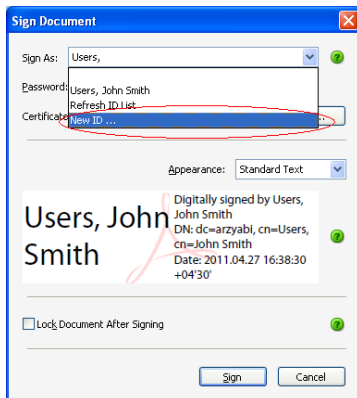 Sign Document
Sign As: Users,
Password:
Users, John Smith
Refresh ID List
Certificate
New ID ...
Appearance: Standard Text
Users, John
Smith
Digitally signed by Users,
John Smith
DN: dc=arzyabi, cn=Users,
cn=John Smith
Date: 2011.04.27 16:38:30
+04'30'
Lock Document After Signing
Sign
Cancel